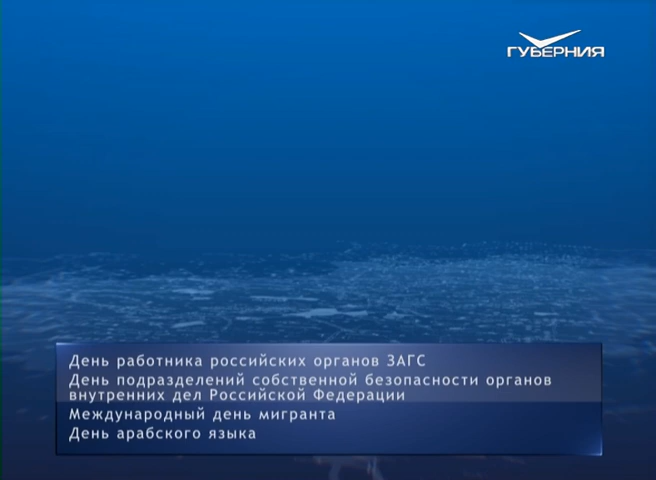 ГУБЕРНИЯ
День работника российских органов ЗАГС
День подразделений собственной безопасности органов
внутренних дел Российской Федерации
Международный день мигранта
День арабского языка